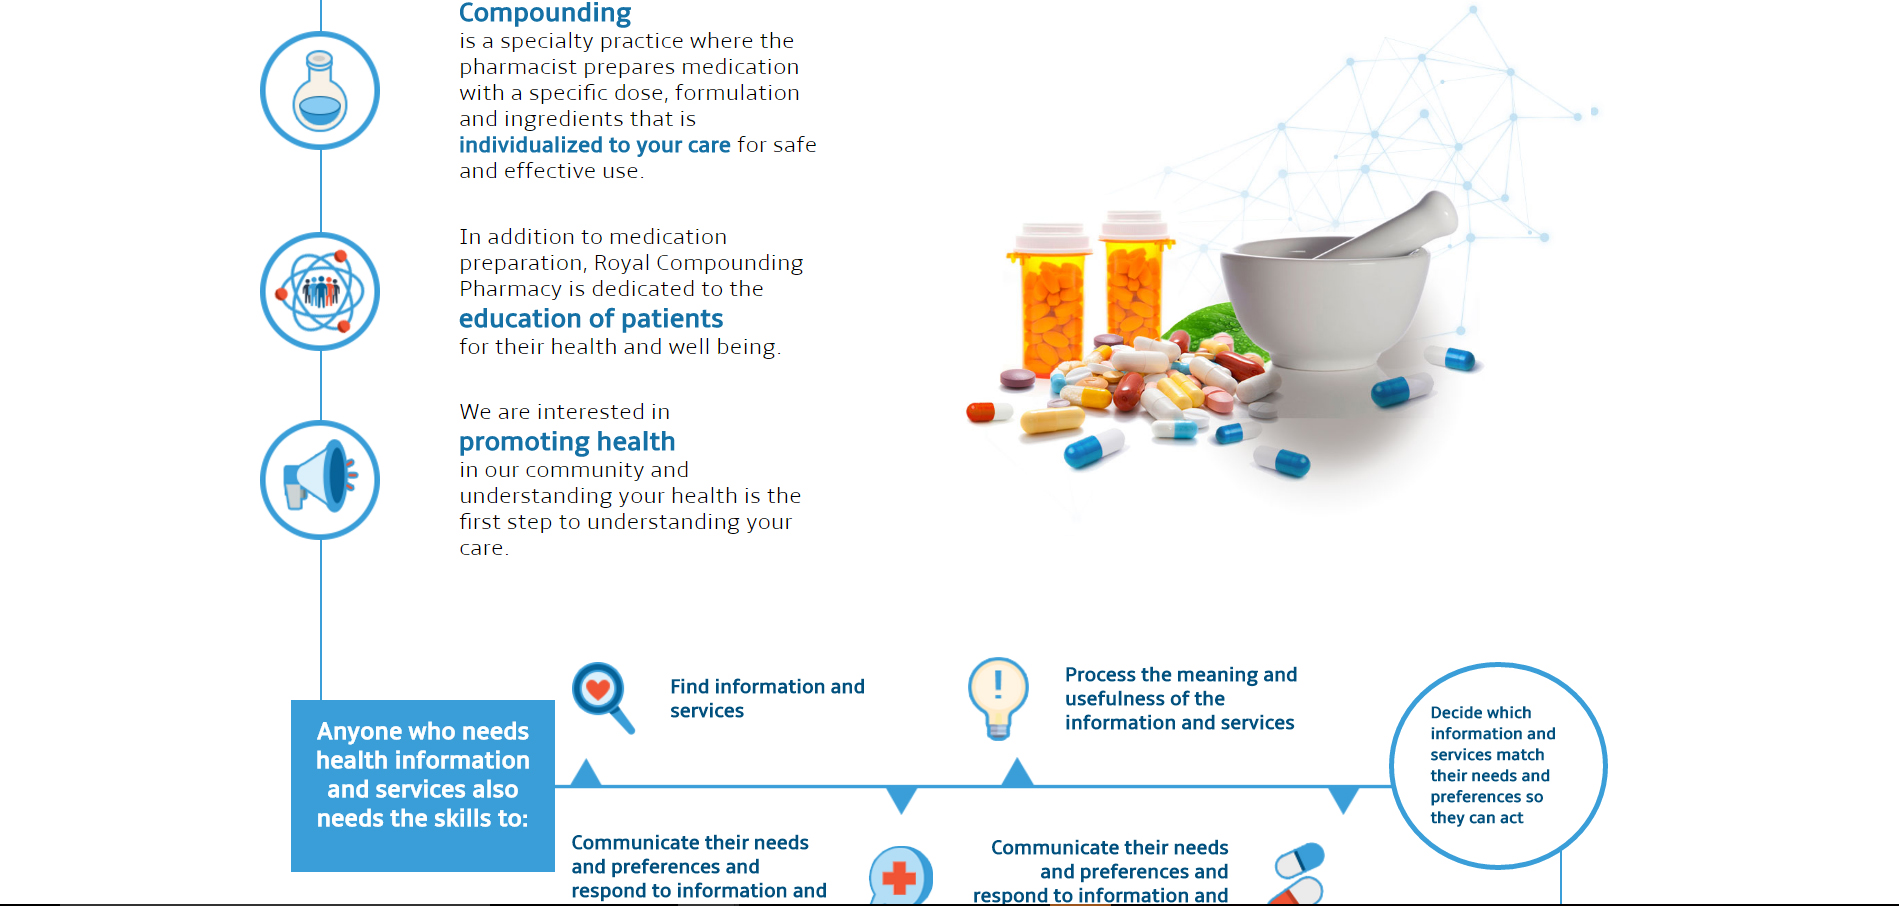 Compounding
is a specialty practice where the
pharmacist prepares medication
with a specific dose, formulation
and ingredients that is
individualized to your care for safe
and effective use.
In addition to medication
preparation, Royal Compounding
Pharmacy is dedicated to the
education of patients
for their health and well being.
We are interested in
promoting health
in our community and
understanding your health is the
first step to understanding your
care.
Anyone who needs
health information
and services also
needs the skills to:
Find information and
services
Process the meaning and
usefulness of the
information and services
Decide which
information and
services match
their needs and
preferences so
they can act
Communicate their needs
and preferences and
respond to information and
Communicate their needs
and preferences and
respond to information and